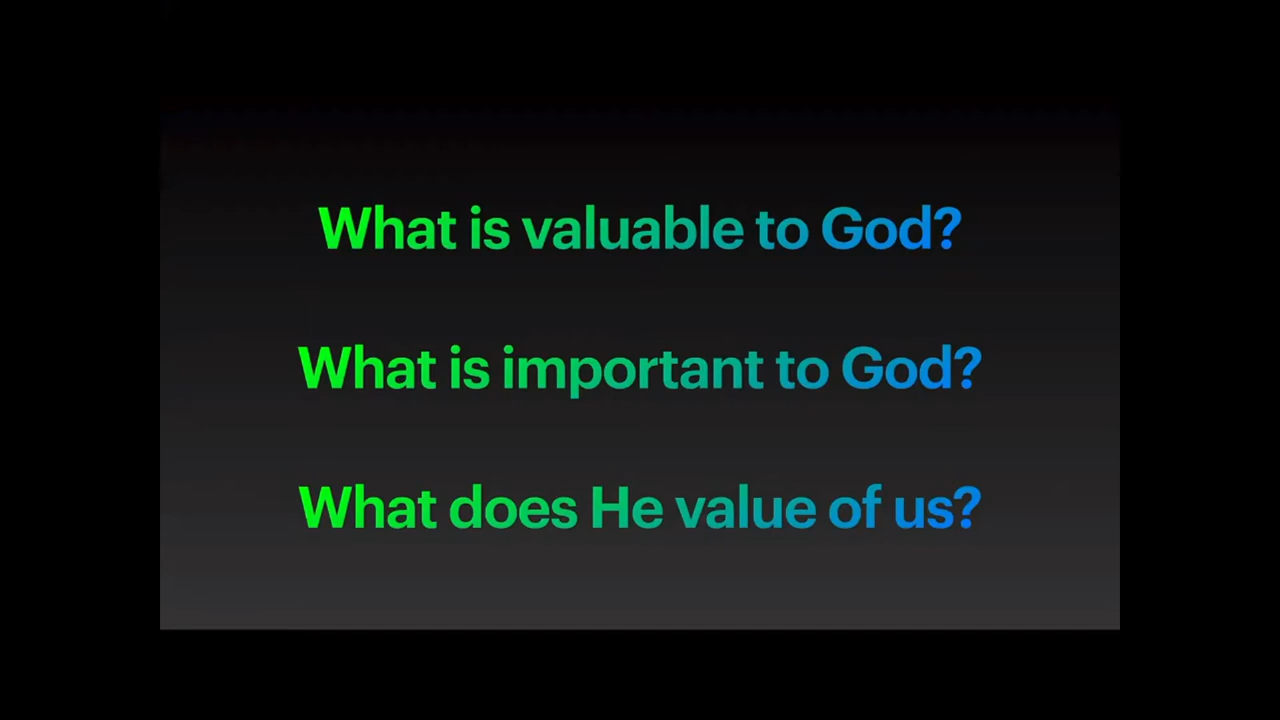 What is valuable to God?
What is important to God?
What does He value of us?